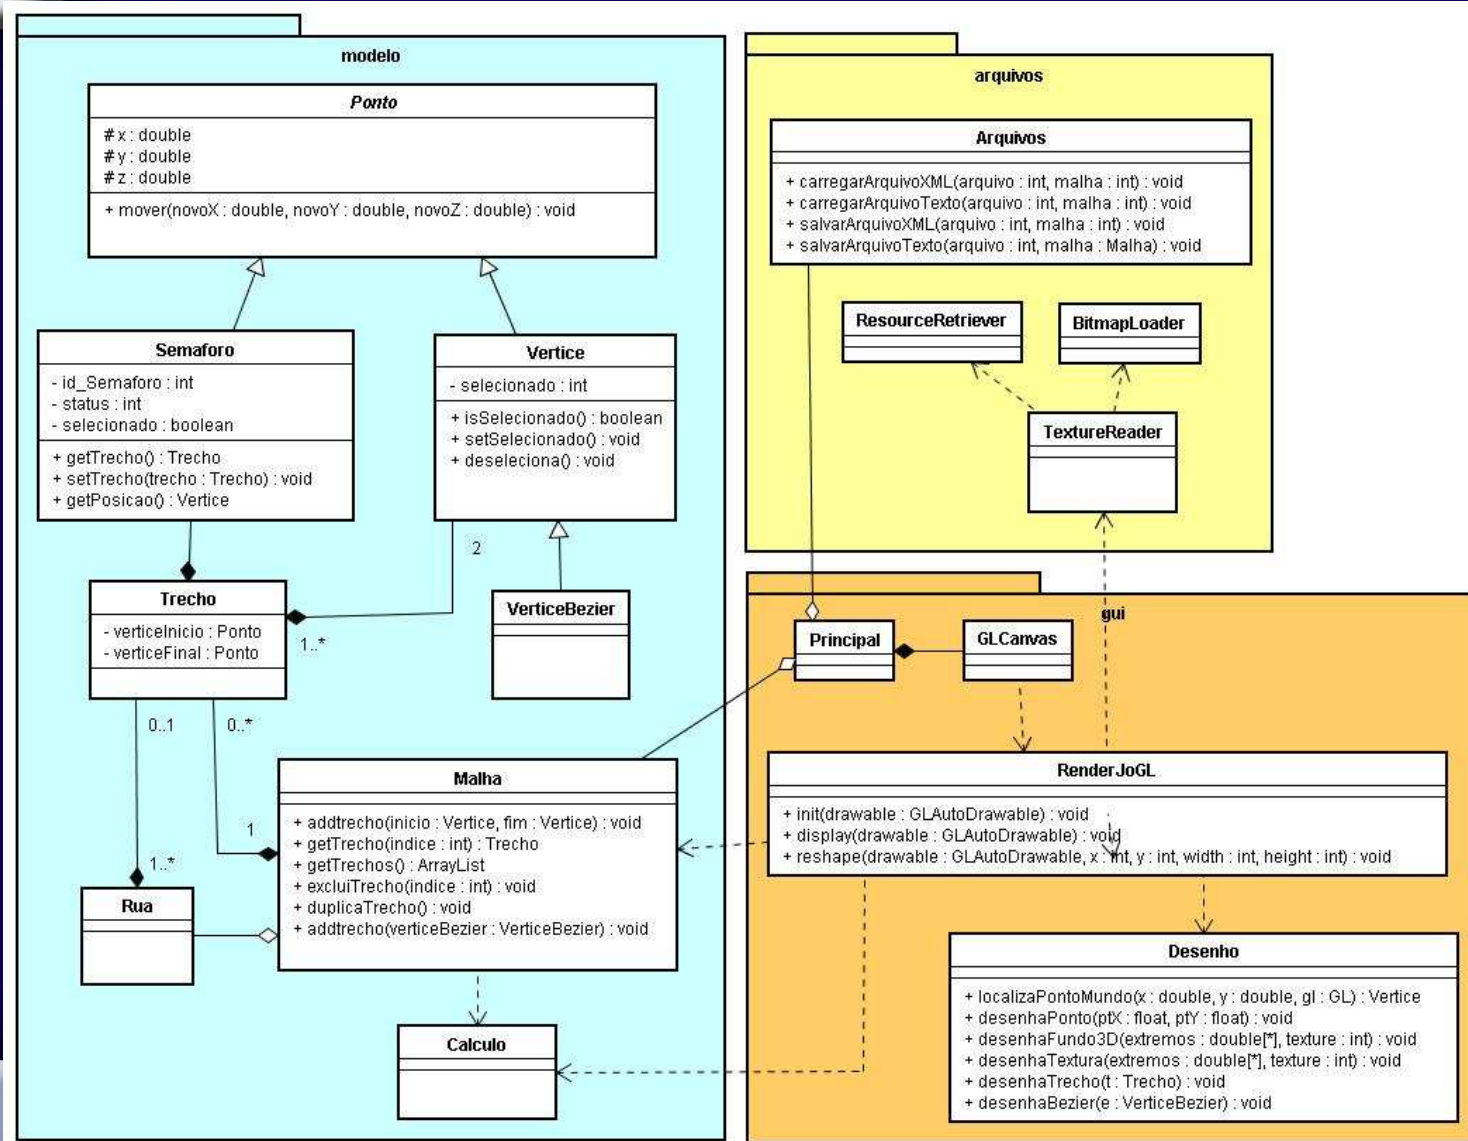 modelo
Ponto
# x : double
# y : double
# z : double
+ mover(novoX : double, novoY : double, novoZ : double) : void
Semaforo
- id_Semaforo : int
- status : int
- selecionado : boolean
+ getTrecho() : Trecho
+ setTrecho(trecho : Trecho) : void
+ getPosicao() : Vertice
Vertice
- selecionado : int
+ isSelecionado() : boolean
+ setSelecionado() : void
+ deseleciona() : void
2
Trecho
- verticeInicio : Ponto
- verticeFinal : Ponto
1..*
VerticeBezier
0..1
0..*
1
1..*
Malha
+ addtrecho(inicio : Vertice, fim : Vertice) : void
+ getTrecho(indice : int) : Trecho
+ getTrechos() : ArrayList
+ excluiTrecho(indice : int) : void
+ duplicaTrecho() : void
+ addtrecho(verticeBezier : VerticeBezier) : void
Rua
Calculo
arquivos
Arquivos
+ carregarArquivoXML(arquivo : int, malha : int) : void
+ carregarArquivoTexto(arquivo : int, malha : int) : void
+ salvarArquivoXML(arquivo : int, malha : int) : void
+ salvarArquivoTexto(arquivo : int, malha : Malha) : void
ResourceRetriever
BitmapLoader
TextureReader
gui
Principal
GLCanvas
RenderJoGL
+ init(drawable : GLAutoDrawable) : void
+ display(drawable : GLAutoDrawable) : void
+ reshape(drawable : GLAutoDrawable, x : int, y : int, width : int, height : int) : void
Desenho
+ localizaPontoMundo(x : double, y : double, gl : GL) : Vertice
+ desenhaPonto(ptX : float, ptY : float) : void
+ desenhaFundo3D(extremos : double[*], texture : int) : void
+ desenhaTextura(extremos : double[*], texture : int) : void
+ desenhaTrecho(t : Trecho) : void
+ desenhaBezier(e : VerticeBezier) : void